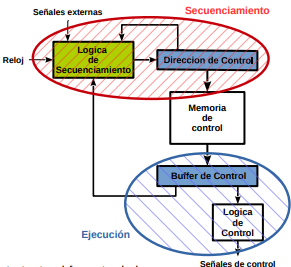 Señales externas
Secuenciamiento
Reloj
Logica
de
Secuenciamiento
Direccion de Control
Memoria
de
control
Buffer de Control
Logica
de
Control
Ejecución
Señales de control